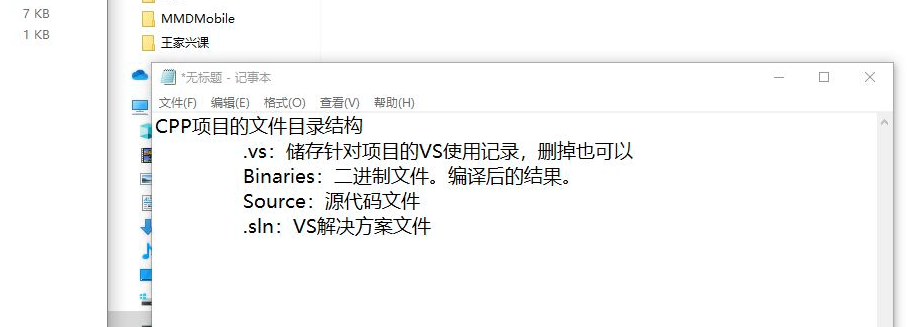 7 KB
1 KB
MMDMobile
王家兴课
*无标题 - 记事本
文件(F) 编辑(E) 格式(O) 查看(V) 帮助(H)
CPP项目的文件目录结构
.vs：储存针对项目的VS使用记录，删掉也可以
Binaries：二进制文件。编译后的结果。
Source：源代码文件
.sln：VS解决方案文件